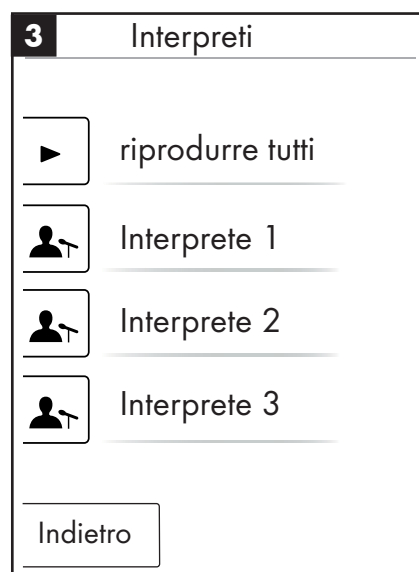 3 Interpreti
riprodurre tutti
Interprete 1
Interprete 2
Interprete 3
Indietro